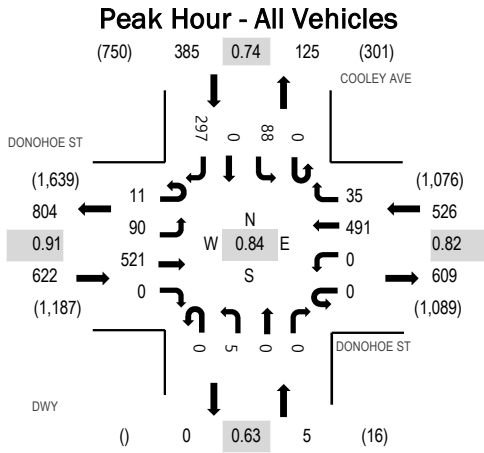 Peak Hour - All Vehicles
(750) 385 0.74 125 (301)
COOLEY AVE
297 0 88 0
DONOHOE ST
(1,639) (1,076)
804 11 35 526
90 491
N
0.91 W 0.84 E 0.82
S
521 0
622 0 0 609
(1,187) (1,089)
0 5 0 0
DONOHOE ST
DWY
() 0 0.63 5 (16)